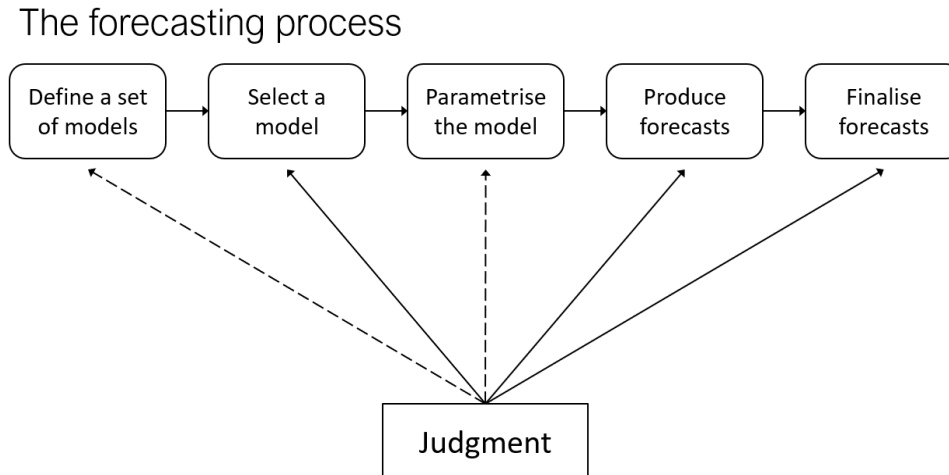 The forecasting process
Define a set
of models
Select a
model
Parametrise
the model
Produce
forecasts
Finalise
forecasts
Judgment